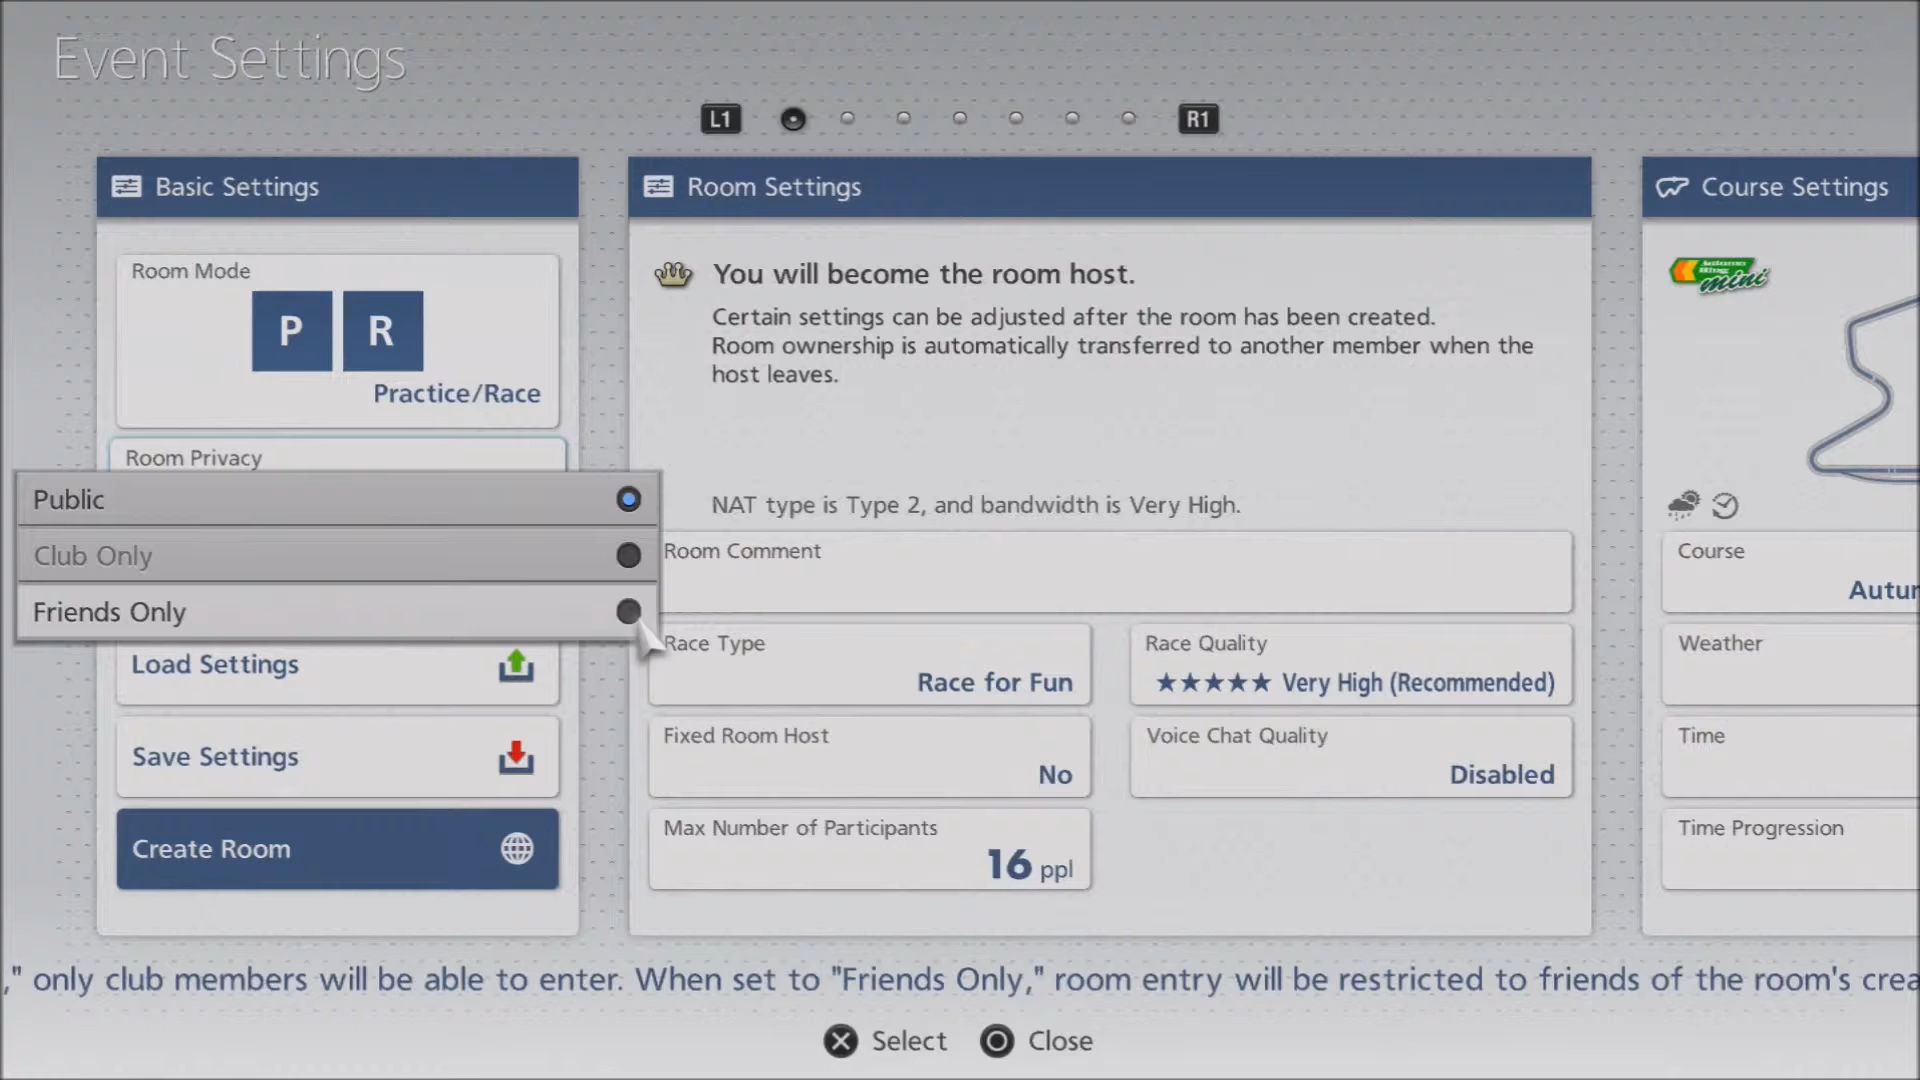 Event Settings
L1
R1
Basic Settings
Room Mode
P R
Practice/Race
Room Privacy
Public
Club Only
Friends Only
Load Settings
Save Settings
Create Room
Room Settings
You will become the room host.
Certain settings can be adjusted after the room has been created.
Room ownership is automatically transferred to another member when the
host leaves.
NAT type is Type 2, and bandwidth is Very High.
Room Comment
Race Type
Race for Fun
Race Quality
★★★★★ Very High (Recommended)
Fixed Room Host
No
Voice Chat Quality
Disabled
Max Number of Participants
16 ppl
Course Settings
Autumn
Ring
mini
Course
Autur
Weather
Time
Time Progression
," only club members will be able to enter. When set to "Friends Only," room entry will be restricted to friends of the room's crea
Select
Close